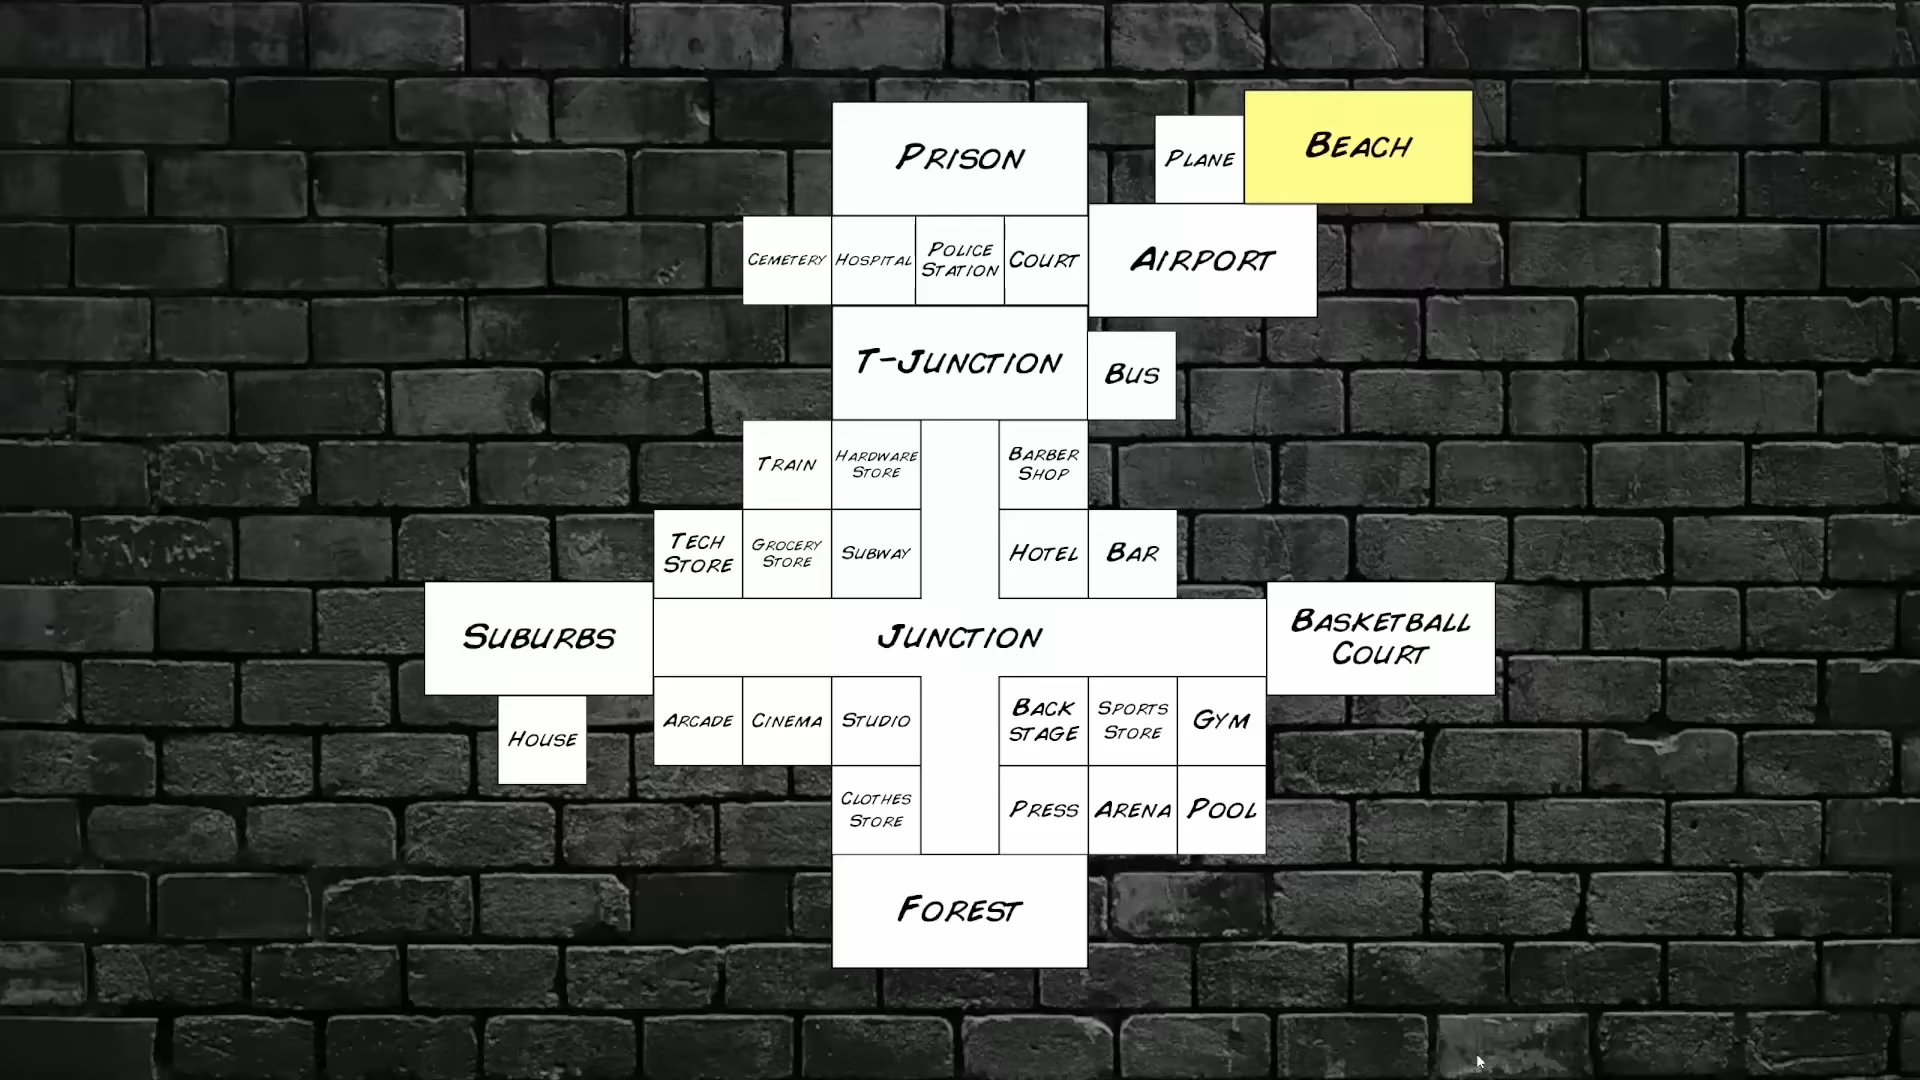 PRISON
PLANE
BEACH
CEMETERY
HOSPITAL
POLICE
STATION
COURT
AIRPORT
T-JUNCTION
BUS
TRAIN
HARDWARE
STORE
BARBER
SHOP
TECH
STORE
GROCERY
STORE
SUBWAY
HOTEL
BAR
SUBURBS
JUNCTION
BASKETBALL
COURT
HOUSE
ARCADE
CINEMA
STUDIO
BACK
STAGE
SPORTS
STORE
GYM
CLOTHES
STORE
PRESS
ARENA
POOL
FOREST